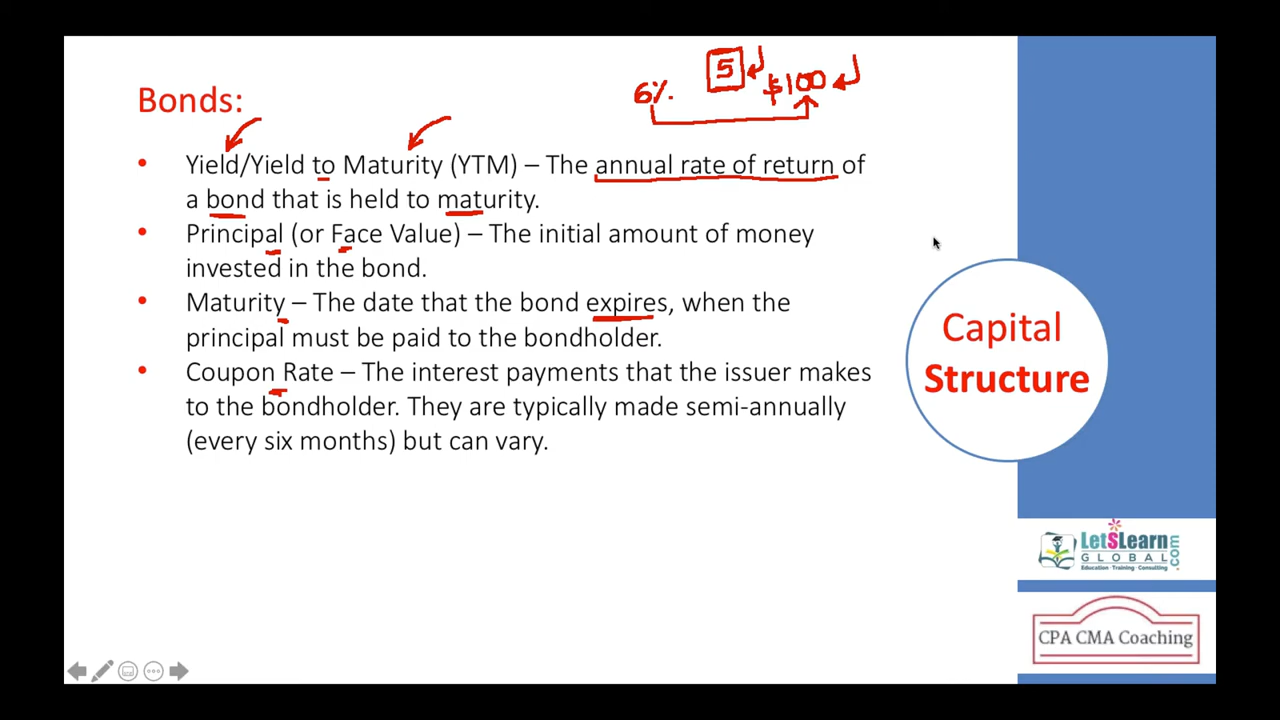 6% 5 $100
Bonds:
• Yield/Yield to Maturity (YTM) – The annual rate of return of
a bond that is held to maturity.
• Principal (or Face Value) – The initial amount of money
invested in the bond.
• Maturity – The date that the bond expires, when the
principal must be paid to the bondholder.
• Coupon Rate – The interest payments that the issuer makes
to the bondholder. They are typically made semi-annually
(every six months) but can vary.
Capital
Structure
LetSLearn
GLOBAL.com
Education Training Consulting
CPA CMA Coaching